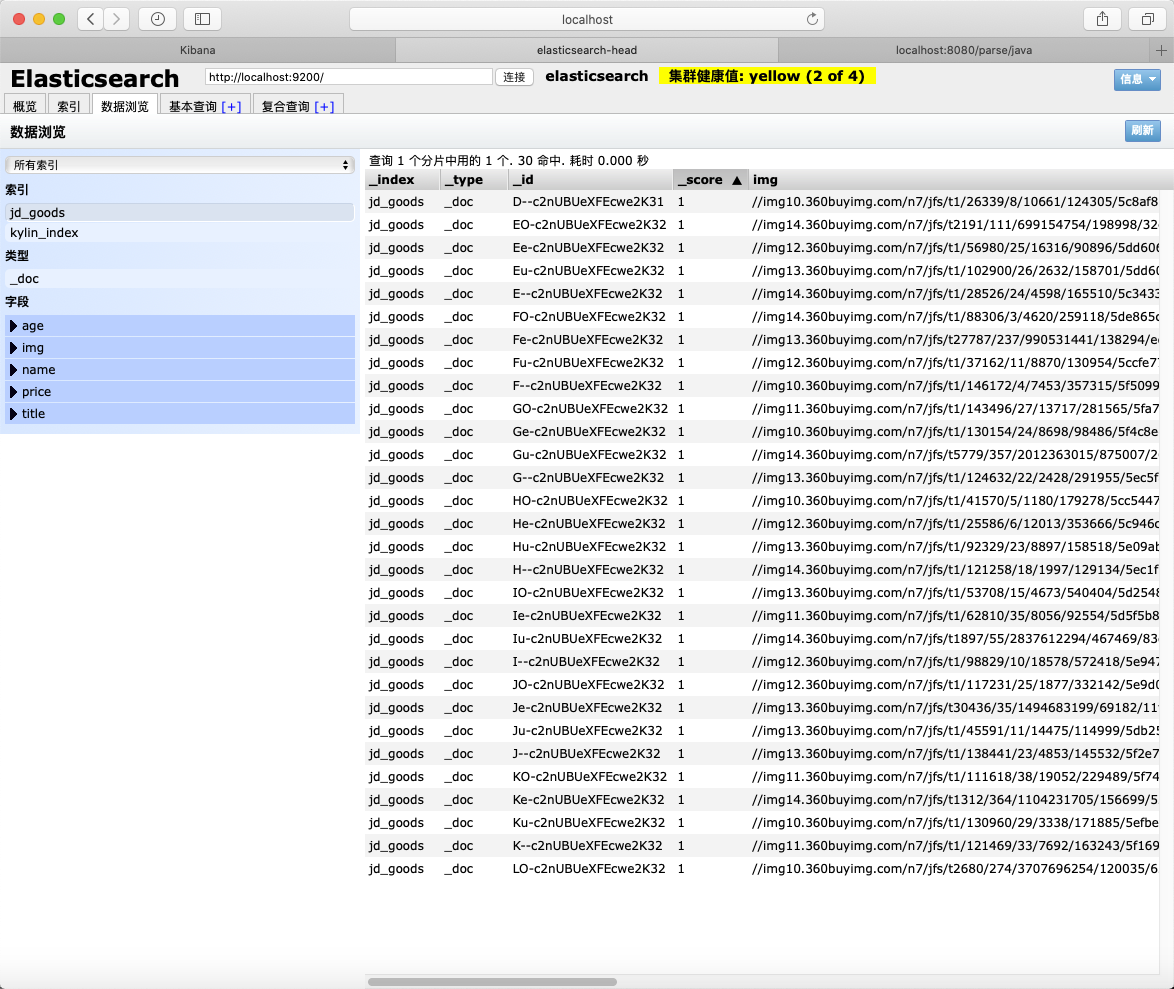 localhost
Kibana elasticsearch-head localhost:8080/parse/java
Elasticsearch http://localhost:9200/ 连接 elasticsearch 集群健康值: yellow (2 of 4) 信息
概览 索引 数据浏览 基本查询 [+] 复合查询 [+]
数据浏览 刷新
所有索引
索引
jd_goods
kylin_index
类型
_doc
字段
age
img
name
price
title
查询 1 个分片中用的 1 个. 30 命中. 耗时 0.000 秒
_index _type _id _score ▲ img
jd_goods _doc D--c2nUBUeXFEcwe2K31 1 //img10.360buyimg.com/n7/jfs/t1/26339/8/10661/124305/5c8af8
jd_goods _doc EO-c2nUBUeXFEcwe2K32 1 //img14.360buyimg.com/n7/jfs/t2191/111/699154754/198998/32
jd_goods _doc Ee-c2nUBUeXFEcwe2K32 1 //img12.360buyimg.com/n7/jfs/t1/56980/25/16316/90896/5dd606
jd_goods _doc Eu-c2nUBUeXFEcwe2K32 1 //img13.360buyimg.com/n7/jfs/t1/102900/26/2632/158701/5dd60
jd_goods _doc E--c2nUBUeXFEcwe2K32 1 //img14.360buyimg.com/n7/jfs/t1/28526/24/4598/165510/5c3433
jd_goods _doc FO-c2nUBUeXFEcwe2K32 1 //img14.360buyimg.com/n7/jfs/t1/88306/3/4620/259118/5de865
jd_goods _doc Fe-c2nUBUeXFEcwe2K32 1 //img13.360buyimg.com/n7/jfs/t27787/237/990531441/138294/e
jd_goods _doc Fu-c2nUBUeXFEcwe2K32 1 //img12.360buyimg.com/n7/jfs/t1/37162/11/8870/130954/5ccfe7
jd_goods _doc F--c2nUBUeXFEcwe2K32 1 //img10.360buyimg.com/n7/jfs/t1/146172/4/7453/357315/5f5099
jd_goods _doc GO-c2nUBUeXFEcwe2K32 1 //img11.360buyimg.com/n7/jfs/t1/143496/27/13717/281565/5fa7
jd_goods _doc Ge-c2nUBUeXFEcwe2K32 1 //img10.360buyimg.com/n7/jfs/t1/130154/24/8698/98486/5f4c8e
jd_goods _doc Gu-c2nUBUeXFEcwe2K32 1 //img14.360buyimg.com/n7/jfs/t5779/357/2012363015/875007/2
jd_goods _doc G--c2nUBUeXFEcwe2K32 1 //img13.360buyimg.com/n7/jfs/t1/124632/22/2428/291955/5ec5f
jd_goods _doc HO-c2nUBUeXFEcwe2K32 1 //img10.360buyimg.com/n7/jfs/t1/41570/5/1180/179278/5cc5447
jd_goods _doc He-c2nUBUeXFEcwe2K32 1 //img12.360buyimg.com/n7/jfs/t1/25586/6/12013/353666/5c946
jd_goods _doc Hu-c2nUBUeXFEcwe2K32 1 //img13.360buyimg.com/n7/jfs/t1/92329/23/8897/158518/5e09a
jd_goods _doc H--c2nUBUeXFEcwe2K32 1 //img14.360buyimg.com/n7/jfs/t1/121258/18/1997/129134/5ec1f
jd_goods _doc IO-c2nUBUeXFEcwe2K32 1 //img13.360buyimg.com/n7/jfs/t1/53708/15/4673/540404/5d2548
jd_goods _doc Ie-c2nUBUeXFEcwe2K32 1 //img11.360buyimg.com/n7/jfs/t1/62810/35/8056/92554/5d5f5b8
jd_goods _doc Iu-c2nUBUeXFEcwe2K32 1 //img14.360buyimg.com/n7/jfs/t1897/55/2837612294/467469/83
jd_goods _doc I--c2nUBUeXFEcwe2K32 1 //img12.360buyimg.com/n7/jfs/t1/98829/10/18578/572418/5e947
jd_goods _doc JO-c2nUBUeXFEcwe2K32 1 //img12.360buyimg.com/n7/jfs/t1/117231/25/1877/332142/5e9d
jd_goods _doc Je-c2nUBUeXFEcwe2K32 1 //img13.360buyimg.com/n7/jfs/t30436/35/1494683199/69182/11
jd_goods _doc Ju-c2nUBUeXFEcwe2K32 1 //img11.360buyimg.com/n7/jfs/t1/45591/11/14475/114999/5db25
jd_goods _doc J--c2nUBUeXFEcwe2K32 1 //img13.360buyimg.com/n7/jfs/t1/138441/23/4853/145532/5f2e7
jd_goods _doc KO-c2nUBUeXFEcwe2K32 1 //img11.360buyimg.com/n7/jfs/t1/111618/38/19052/229489/5f74
jd_goods _doc Ke-c2nUBUeXFEcwe2K32 1 //img14.360buyimg.com/n7/jfs/t1312/364/1104231705/156699/5
jd_goods _doc Ku-c2nUBUeXFEcwe2K32 1 //img10.360buyimg.com/n7/jfs/t1/130960/29/3338/171885/5efbe
jd_goods _doc K--c2nUBUeXFEcwe2K32 1 //img11.360buyimg.com/n7/jfs/t1/121469/33/7692/163243/5f169
jd_goods _doc LO-c2nUBUeXFEcwe2K32 1 //img10.360buyimg.com/n7/jfs/t2680/274/3707696254/120035/6